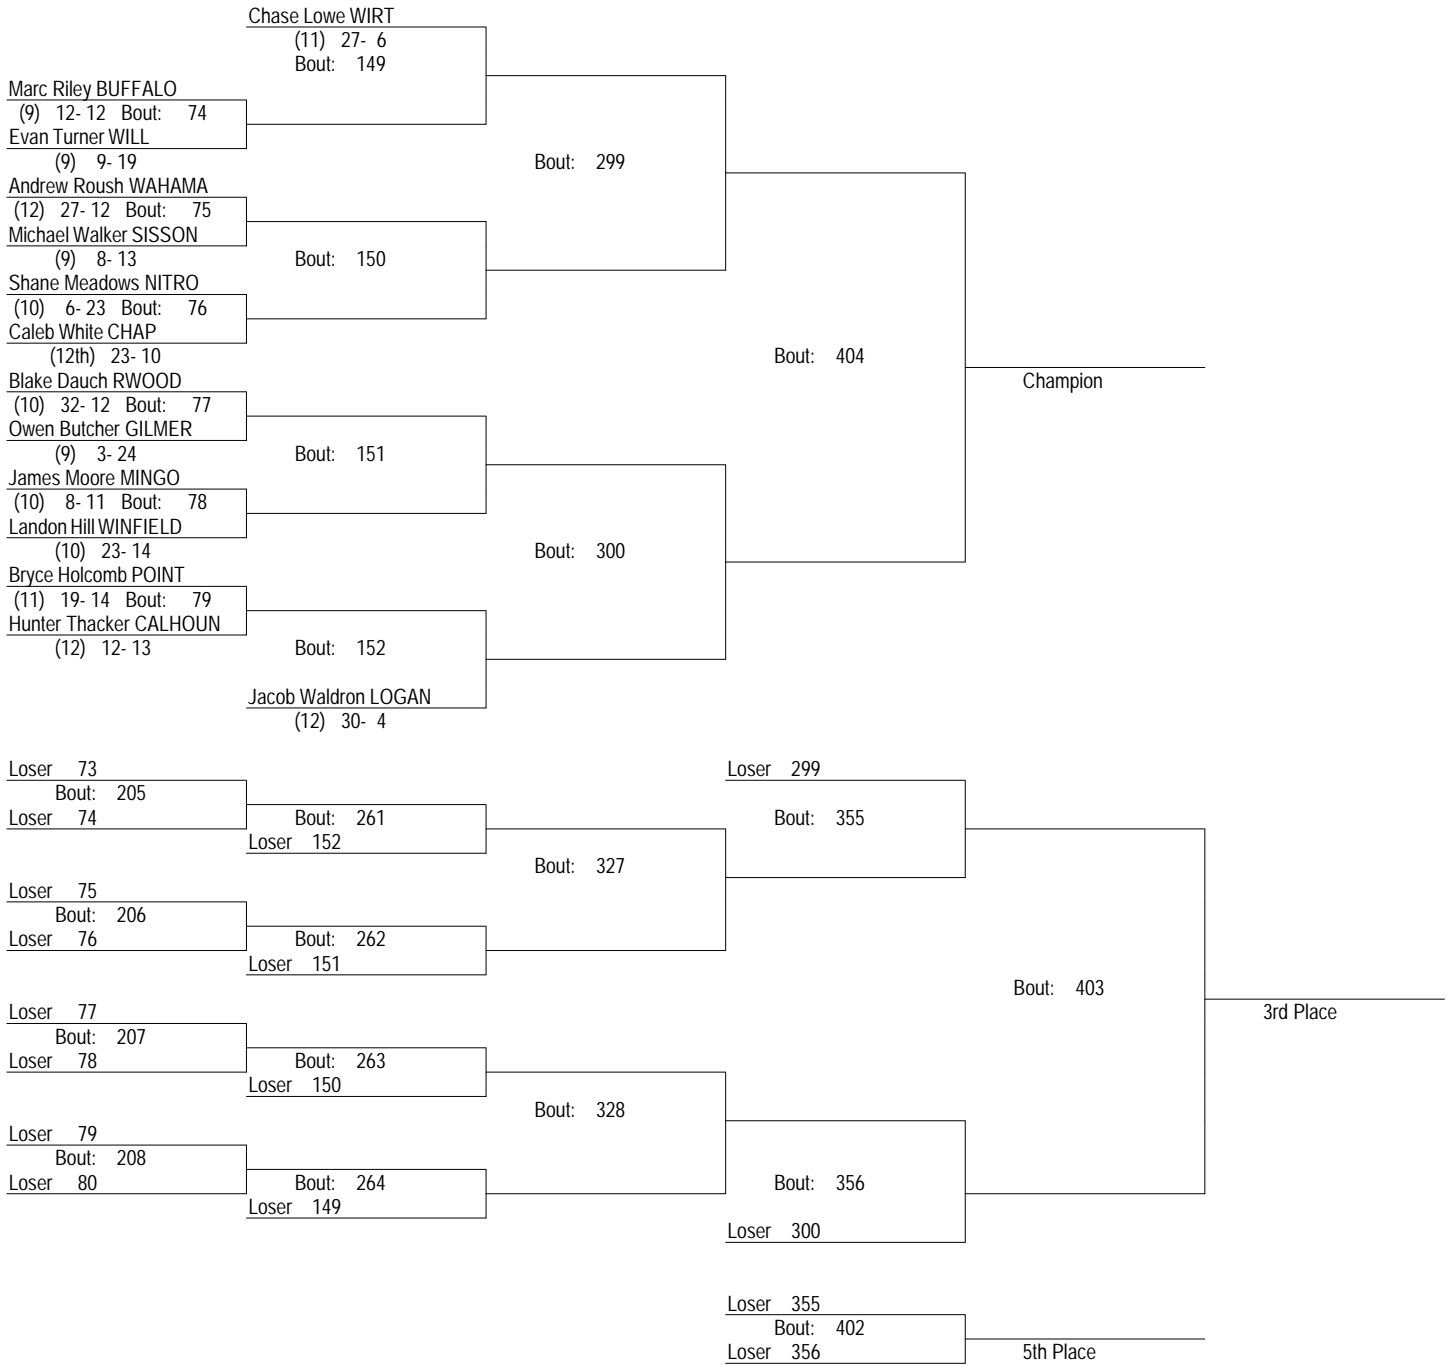 Chase Lowe WIRT
(11) 27- 6
Bout: 149
Marc Riley BUFFALO
(9) 12- 12 Bout: 74
Evan Turner WILL
(9) 9- 19
Bout: 299
Andrew Roush WAHAMA
(12) 27- 12 Bout: 75
Michael Walker SISSON
(9) 8- 13
Bout: 150
Shane Meadows NITRO
(10) 6- 23 Bout: 76
Caleb White CHAP
(12th) 23- 10
Bout: 404
Champion
Blake Dauch RWOOD
(10) 32- 12 Bout: 77
Owen Butcher GILMER
(9) 3- 24
Bout: 151
James Moore MINGO
(10) 8- 11 Bout: 78
Landon Hill WINFIELD
(10) 23- 14
Bout: 300
Bryce Holcomb POINT
(11) 19- 14 Bout: 79
Hunter Thacker CALHOUN
(12) 12- 13
Bout: 152
Jacob Waldron LOGAN
(12) 30- 4
Loser 73
Bout: 205
Loser 74
Bout: 261
Loser 152
Loser 299
Bout: 355
Bout: 327
Loser 75
Bout: 206
Loser 76
Bout: 262
Loser 151
Bout: 403
3rd Place
Loser 77
Bout: 207
Loser 78
Bout: 263
Loser 150
Bout: 328
Loser 79
Bout: 208
Loser 80
Bout: 264
Loser 149
Bout: 356
Loser 300
Loser 355
Bout: 402
Loser 356
5th Place